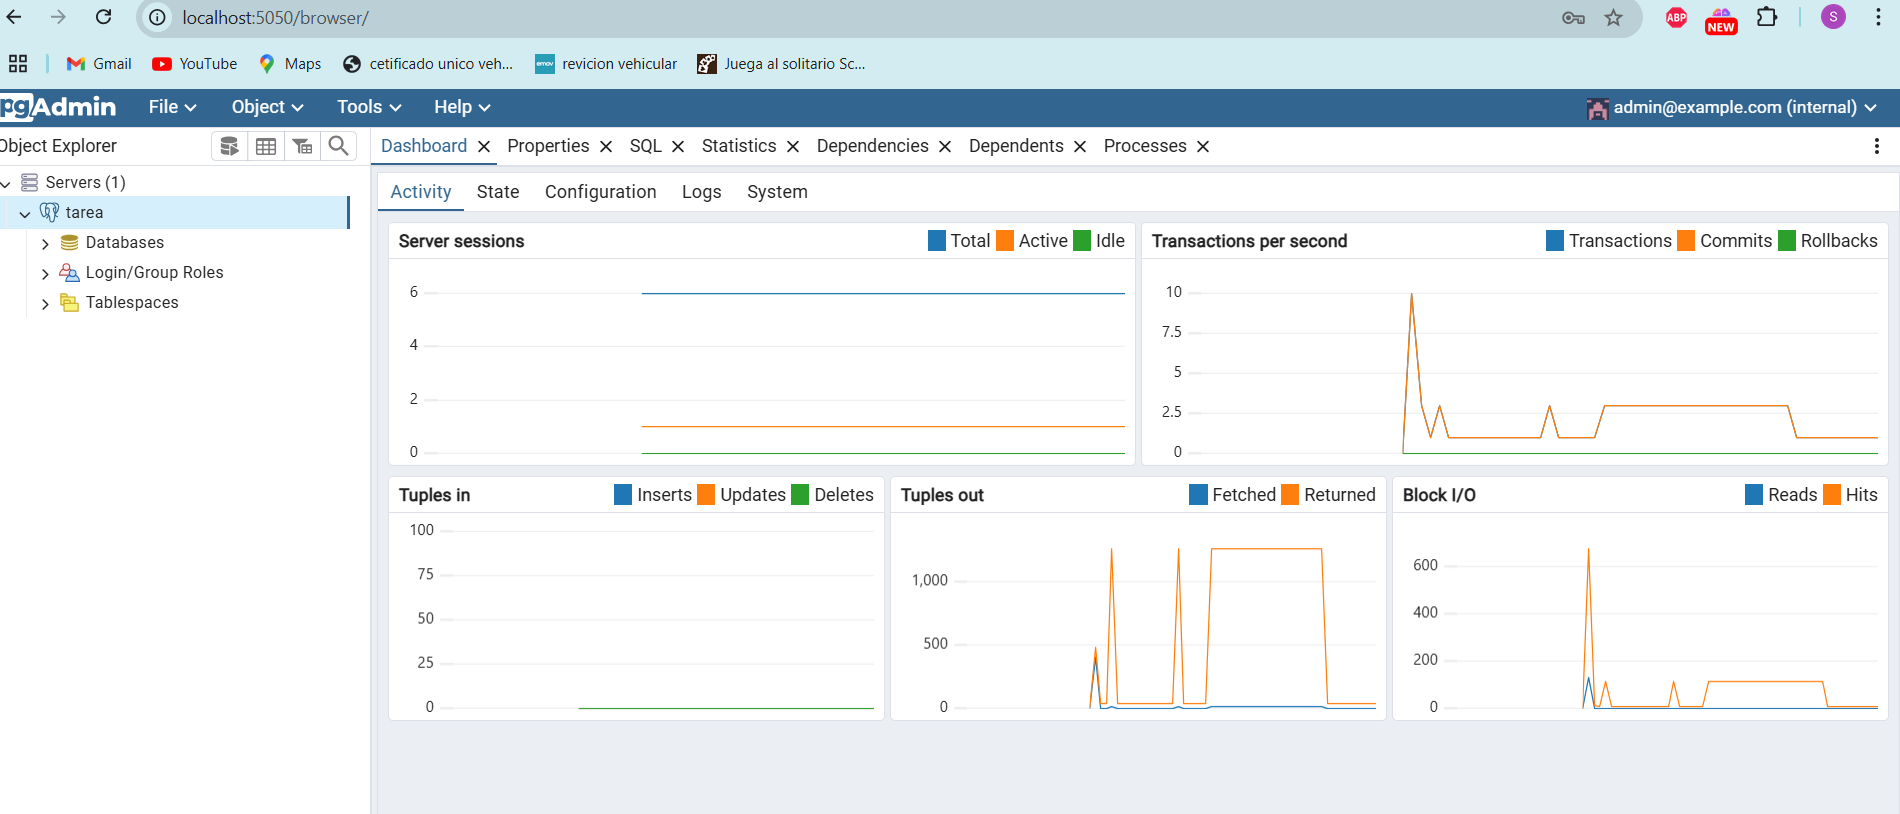 localhost:5050/browser/
ABP
NEW
S
Gmail
YouTube
Maps
cetificado unico veh...
emov
revicion vehicular
Juega al solitario Sc...
pgAdmin
File
Object
Tools
Help
admin@example.com (internal)
Object Explorer
Dashboard
Properties
SQL
Statistics
Dependencies
Dependents
Processes
Servers (1)
tarea
Databases
Login/Group Roles
Tablespaces
Activity
State
Configuration
Logs
System
Server sessions
Total
Active
Idle
6
4
2
0
Transactions per second
Transactions
Commits
Rollbacks
10
7.5
5
2.5
0
Tuples in
Inserts
Updates
Deletes
100
75
50
25
0
Tuples out
Fetched
Returned
1,000
500
0
Block I/O
Reads
Hits
600
400
200
0